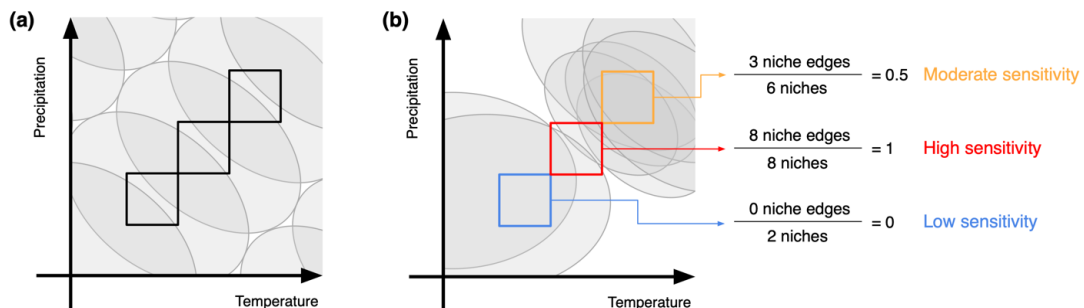 (a)
Precipitation
Temperature
(b)
Precipitation
Temperature
3 niche edges
6 niches
= 0.5
Moderate sensitivity
8 niche edges
8 niches
= 1
High sensitivity
0 niche edges
2 niches
= 0
Low sensitivity